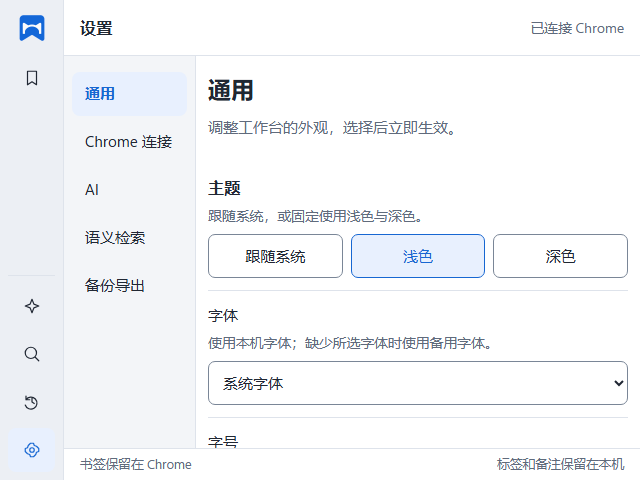 设置
已连接 Chrome
通用
Chrome 连接
AI
语义检索
备份导出
通用
调整工作台的外观，选择后立即生效。
主题
跟随系统，或固定使用浅色与深色。
跟随系统
浅色
深色
字体
使用本机字体；缺少所选字体时使用备用字体。
系统字体
字号
书签保留在 Chrome
标签和备注保留在本机